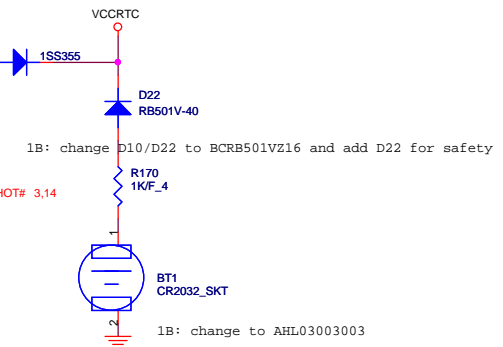 VCCRTC
1SS355
D22
RB501V-40
1B: change D10/D22 to BCRB501VZ16 and add D22 for safety
R170
1K/F_4
HOT# 3,14
1
BT1
CR2032_SKT
2
1B: change to AHL03003003